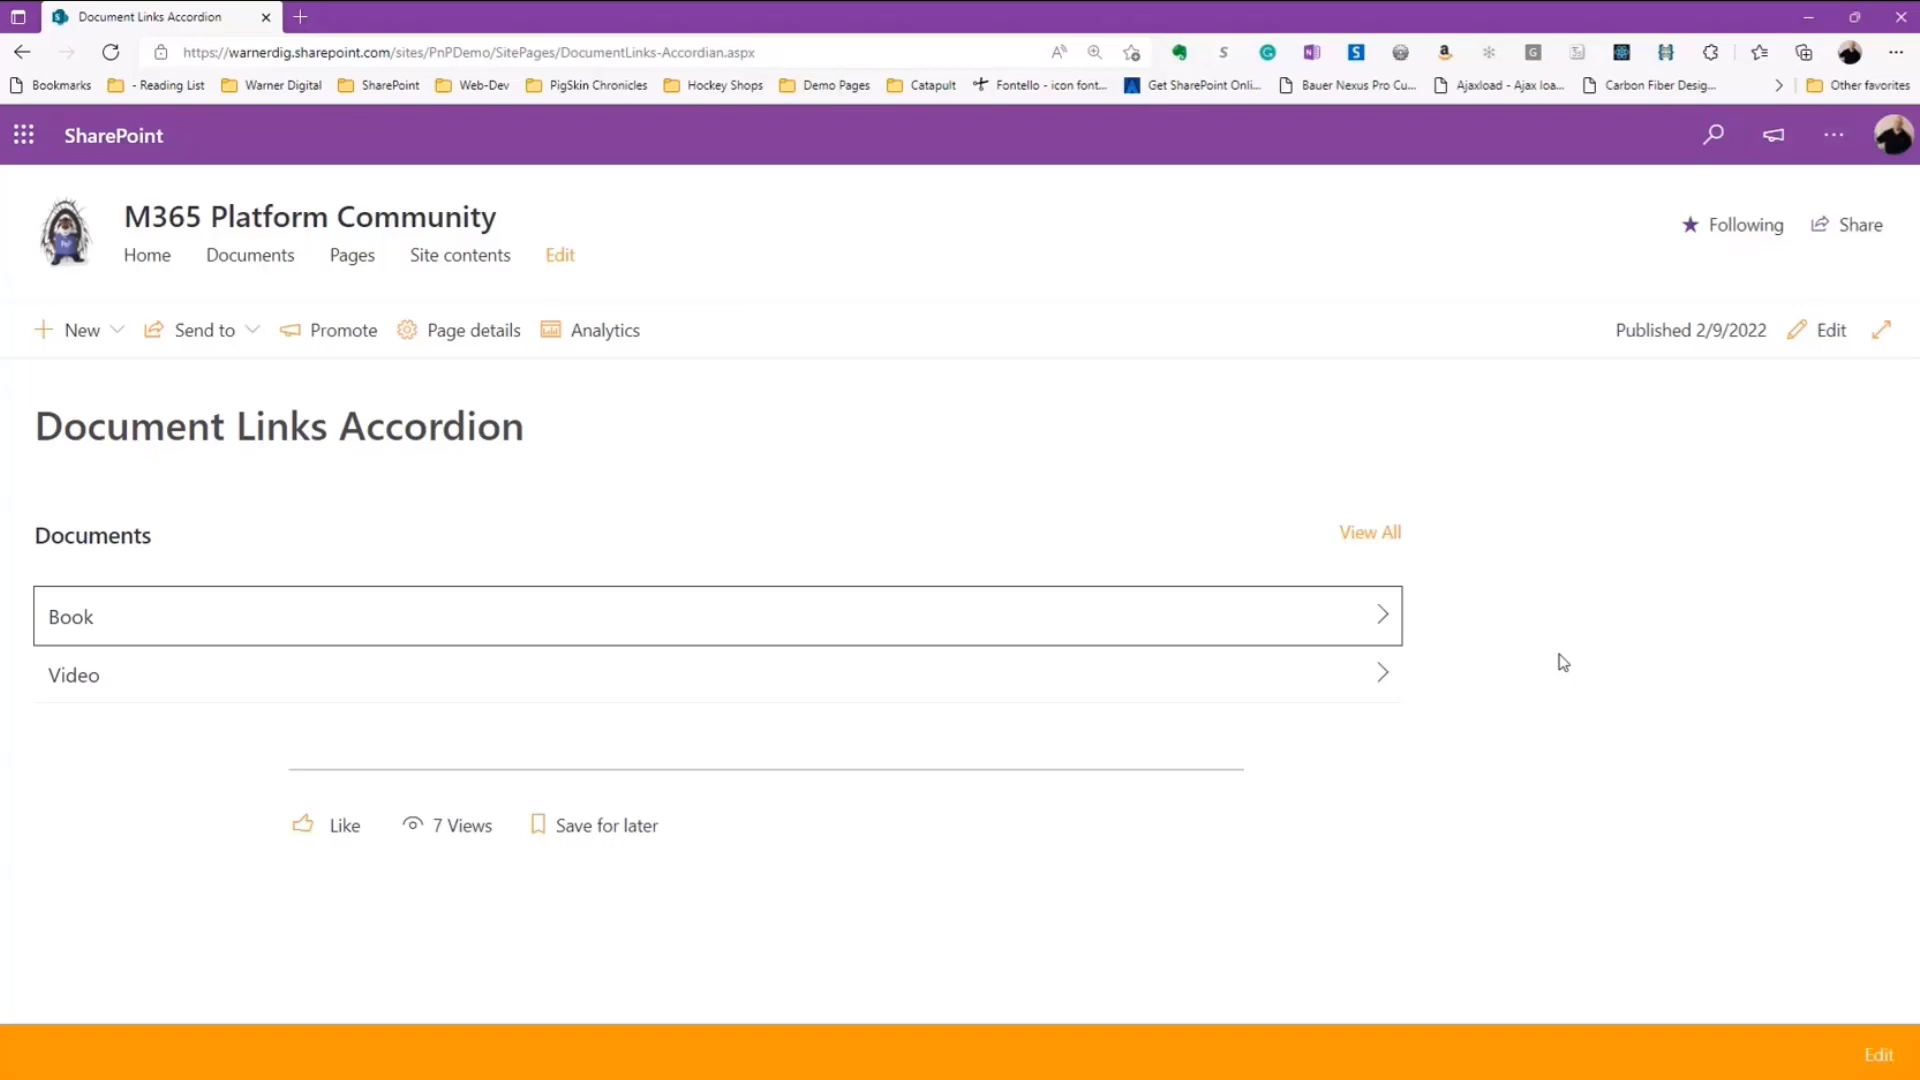 Document Links Accordion
https://warnerdig.sharepoint.com/sites/PnPDemo/SitePages/DocumentLinks-Accordian.aspx
Bookmarks - Reading List Warner Digital SharePoint Web-Dev PigSkin Chronicles Hockey Shops Demo Pages Catapult Fontello - icon font... Get SharePoint Onli... Bauer Nexus Pro Cu... Ajaxload - Ajax loa... Carbon Fiber Desig... Other favorites
SharePoint
M365 Platform Community
Following Share
Home Documents Pages Site contents Edit
New Send to Promote Page details Analytics Published 2/9/2022 Edit
Document Links Accordion
Documents View All
Book
Video
Like 7 Views Save for later
Edit